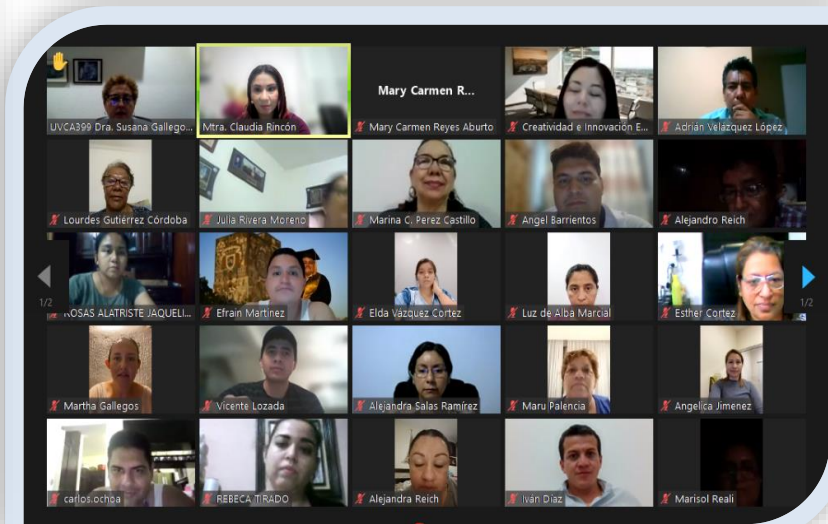 UVCA399 Dra. Susana Gallego...
Mtra. Claudia Rincón
Mary Carmen R...
Mary Carmen Reyes Aburto
Creatividad e Innovación E...
Adrián Velázquez López
Lourdes Gutiérrez Córdoba
Julia Rivera Moreno
Marina C. Perez Castillo
Angel Barrientos
Alejandro Reich
1/2
ROSAS ALATRISTE JAQUELI...
Efrain Martinez
Elda Vázquez Cortez
Luz de Alba Marcial
Esther Cortez
1/2
Martha Gallegos
Vicente Lozada
Alejandra Salas Ramírez
Maru Palencia
Angelica Jimenez
carlos.ochoa
REBECA TIRADO
Alejandra Reich
Iván Díaz
Marisol Reali